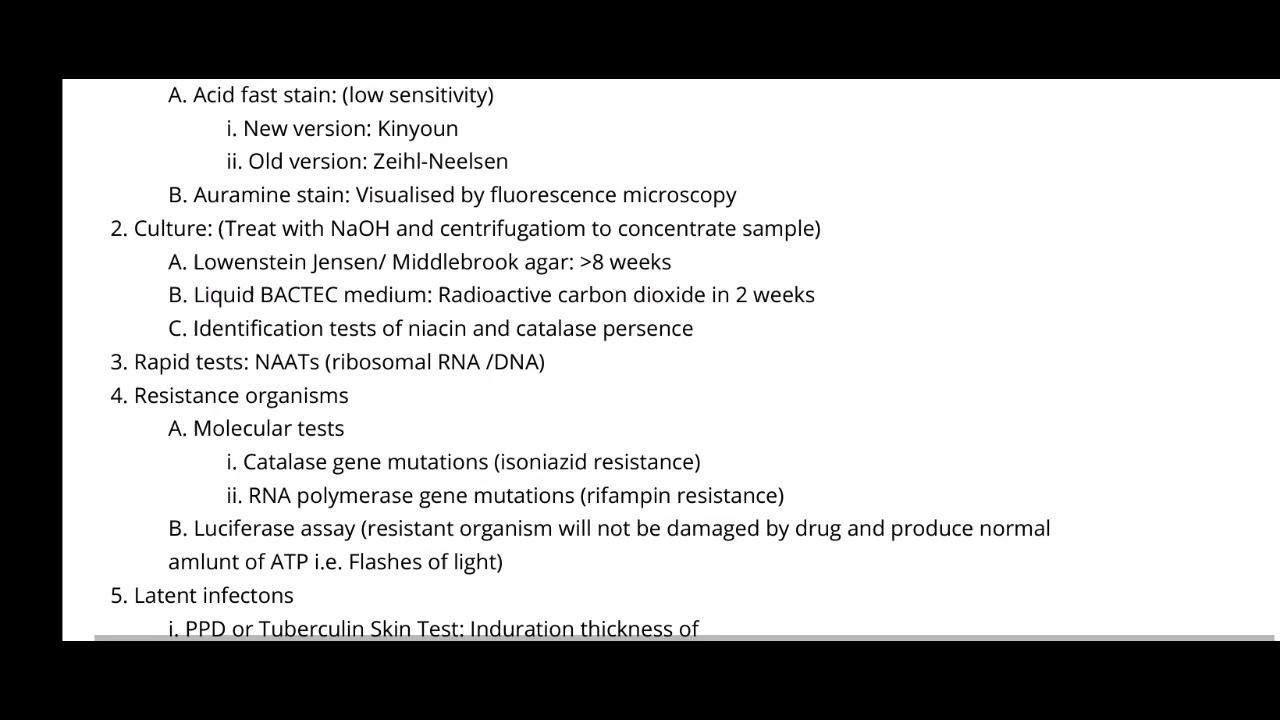 A. Acid fast stain: (low sensitivity)
i. New version: Kinyoun
ii. Old version: Zeihl-Neelsen
B. Auramine stain: Visualised by fluorescence microscopy
2. Culture: (Treat with NaOH and centrifugatiom to concentrate sample)
A. Lowenstein Jensen/ Middlebrook agar: >8 weeks
B. Liquid BACTEC medium: Radioactive carbon dioxide in 2 weeks
C. Identification tests of niacin and catalase persence
3. Rapid tests: NAATs (ribosomal RNA /DNA)
4. Resistance organisms
A. Molecular tests
i. Catalase gene mutations (isoniazid resistance)
ii. RNA polymerase gene mutations (rifampin resistance)
B. Luciferase assay (resistant organism will not be damaged by drug and produce normal
amlunt of ATP i.e. Flashes of light)
5. Latent infectons
i. PPD or Tuberculin Skin Test: Induration thickness of